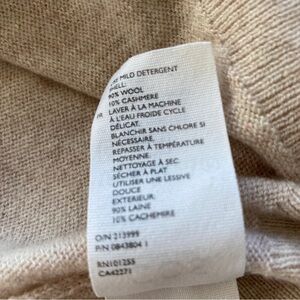 MILD DETERGENT
SHELL:
90% WOOL
10% CASHMERE
FR LAVER À LA MACHINE
À L'EAU FROIDE CYCLE
DÉLICAT.
BLANCHIR SANS CHLORE SI
NÉCESSAIRE.
REPASSER À TEMPÉRATURE
MOYENNE.
NETTOYAGE À SEC.
SÉCHER À PLAT
UTILISER UNE LESSIVE
DOUCE
EXTERIEUR:
90% LAINE
10% CACHEMIRE
O/N 213999
P/N 0843804 1
RN101255
CA42271